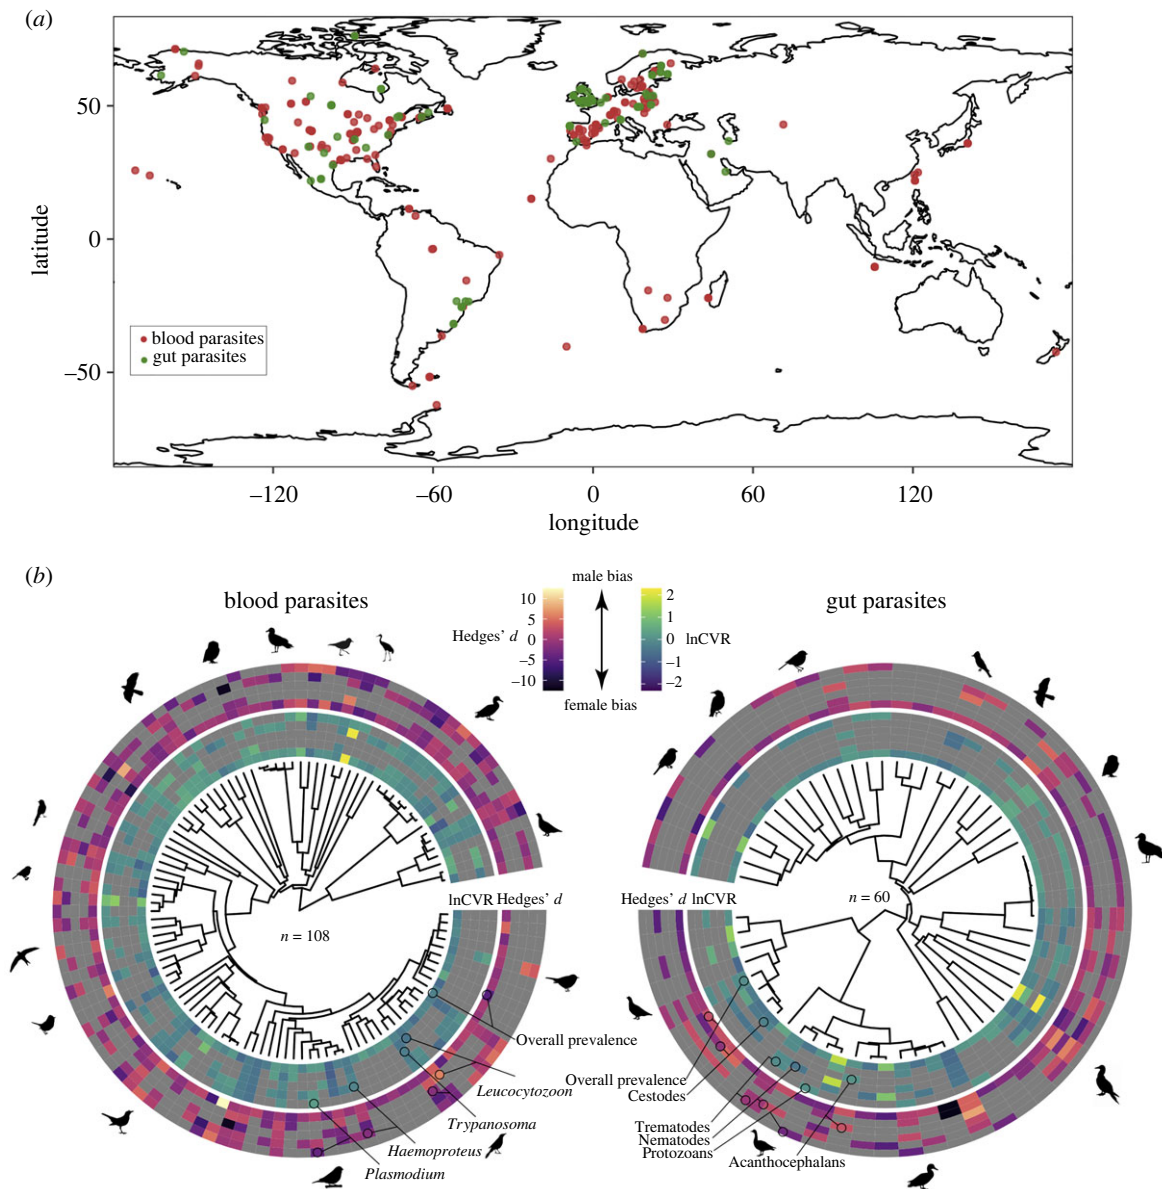 (a)
50
0
–50
latitude
blood parasites
gut parasites
–120
–60
0
60
120
longitude
(b)
blood parasites
male bias
gut parasites
10
5
Hedges' d 0
–5
–10
2
1
0 lnCVR
–1
–2
female bias
lnCVR Hedges' d
n = 108
Overall prevalence
Leucocytozoon
Trypanosoma
Haemoproteus
Plasmodium
Hedges' d lnCVR
n = 60
Overall prevalence
Cestodes
Trematodes
Nematodes
Protozoans
Acanthocephalans